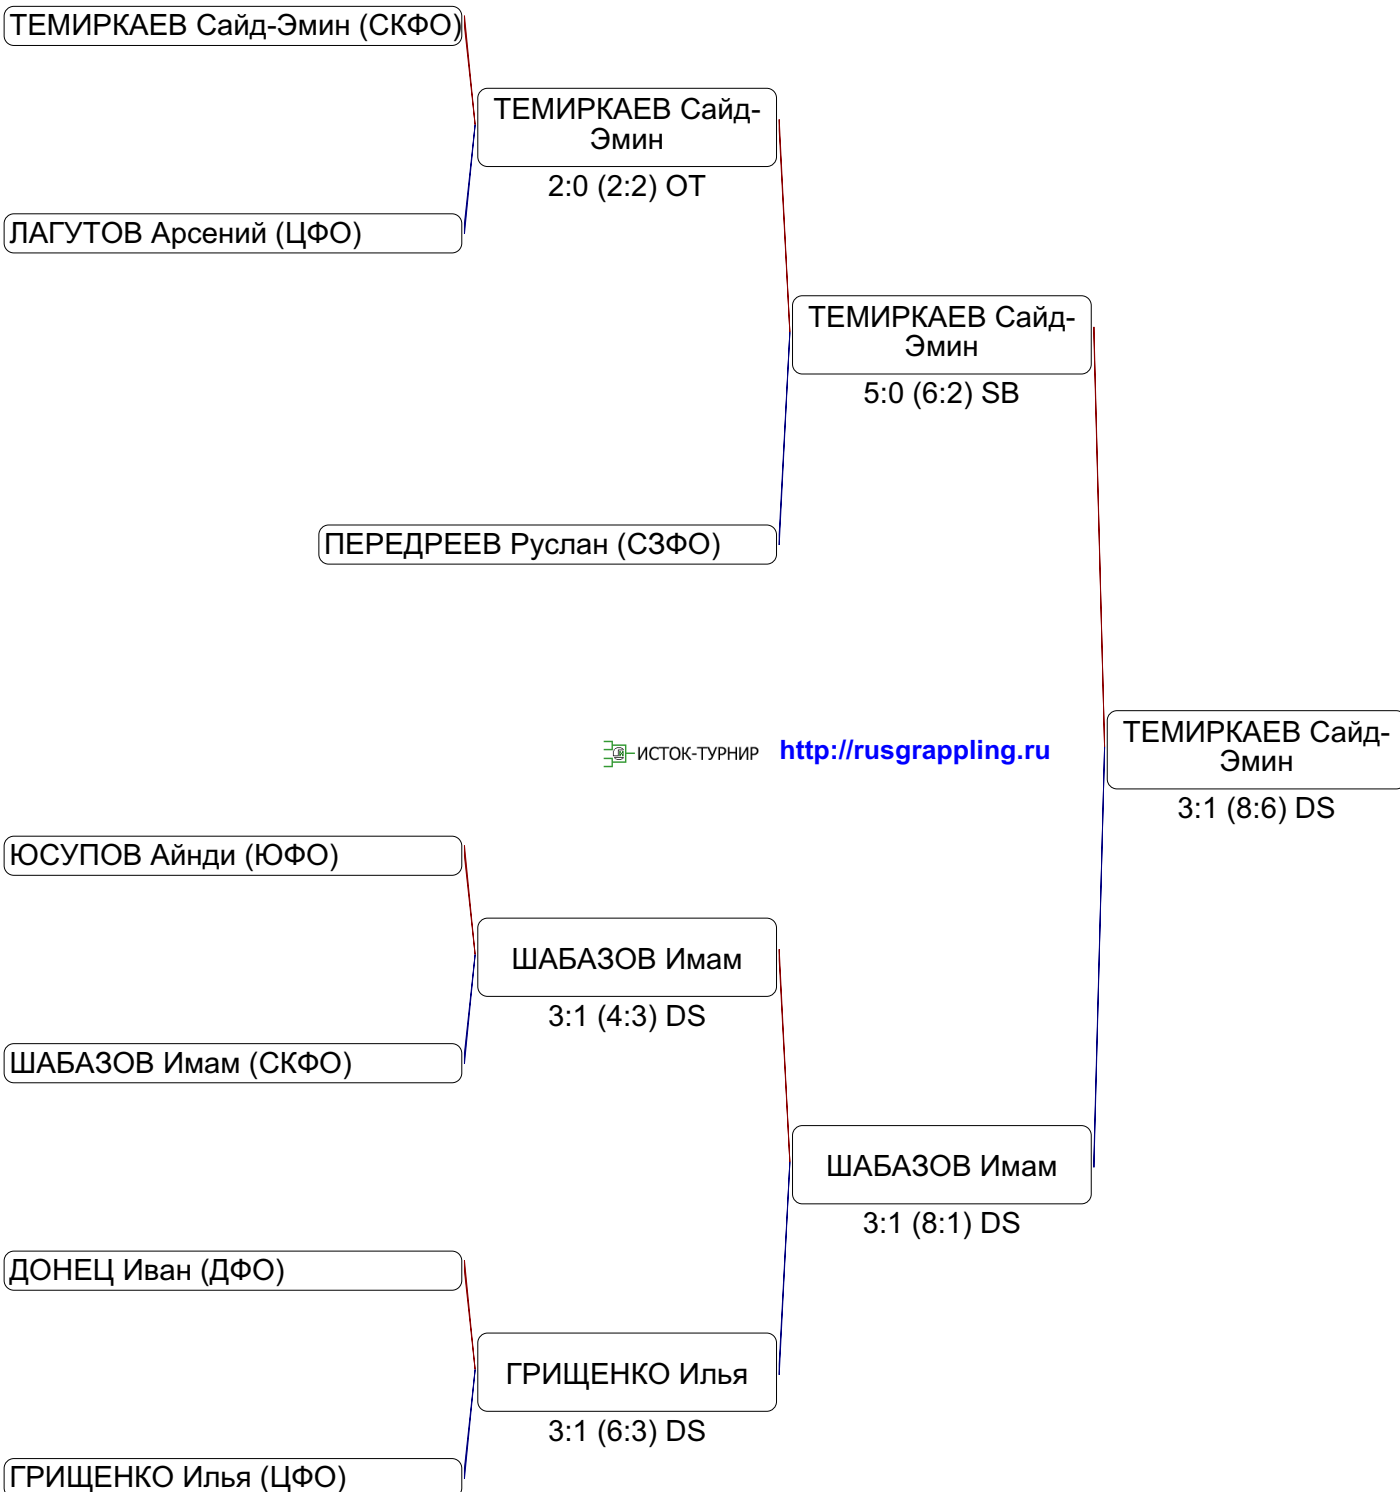 ТЕМИРКАЕВ Сайд-Эмин (СКФО)
ТЕМИРКАЕВ Сайд-
Эмин
2:0 (2:2) OT
ЛАГУТОВ Арсений (ЦФО)
ТЕМИРКАЕВ Сайд-
Эмин
5:0 (6:2) SB
ПЕРЕДРЕЕВ Руслан (СЗФО)
ИСТОК-ТУРНИР http://rusgrappling.ru
ТЕМИРКАЕВ Сайд-
Эмин
3:1 (8:6) DS
ЮСУПОВ Айнди (ЮФО)
ШАБАЗОВ Имам
3:1 (4:3) DS
ШАБАЗОВ Имам (СКФО)
ШАБАЗОВ Имам
3:1 (8:1) DS
ДОНЕЦ Иван (ДФО)
ГРИЩЕНКО Илья
3:1 (6:3) DS
ГРИЩЕНКО Илья (ЦФО)